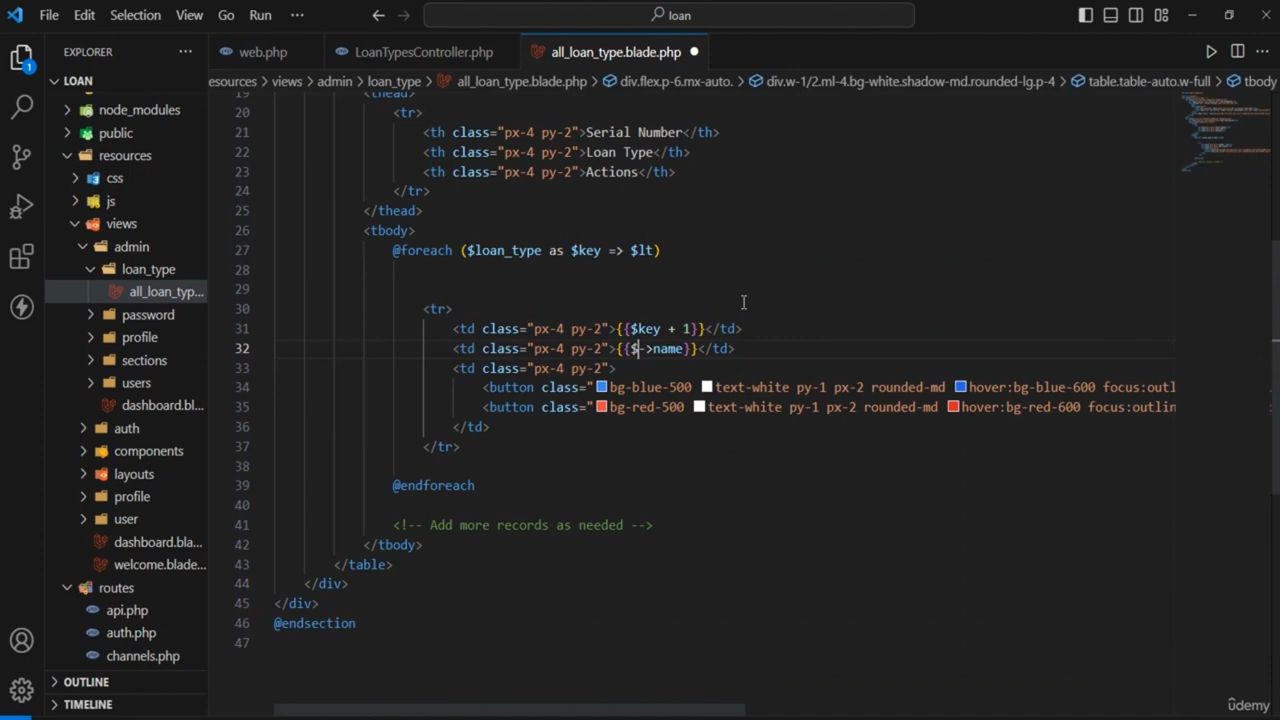 File Edit Selection View Go Run ··· loan
EXPLORER ···
web.php LoanTypesController.php all_loan_type.blade.php
LOAN
esources > views > admin > loan_type > all_loan_type.blade.php > div.flex.p-6.mx-auto. > div.w-1/2.ml-4.bg-white.shadow-md.rounded-lg.p-4 > table.table-auto.w-full > tbody
1
node_modules
public
resources
css
js
views
admin
loan_type
all_loan_typ...
password
profile
sections
users
dashboard.bl...
auth
components
layouts
profile
user
dashboard.bla...
welcome.blade...
routes
api.php
auth.php
channels.php
OUTLINE
TIMELINE
19 <thead>
20 <tr>
21 <th class="px-4 py-2">Serial Number</th>
22 <th class="px-4 py-2">Loan Type</th>
23 <th class="px-4 py-2">Actions</th>
24 </tr>
25 </thead>
26 <tbody>
27 @foreach ($loan_type as $key => $lt)
28
29
30 <tr>
31 <td class="px-4 py-2">{{$key + 1}}</td>
32 <td class="px-4 py-2">{{$->name}}</td>
33 <td class="px-4 py-2">
34 <button class="bg-blue-500 text-white py-1 px-2 rounded-md hover:bg-blue-600 focus:outl
35 <button class="bg-red-500 text-white py-1 px-2 rounded-md hover:bg-red-600 focus:outlin
36 </td>
37 </tr>
38
39 @endforeach
40
41 <!-- Add more records as needed -->
42 </tbody>
43 </table>
44 </div>
45 </div>
46 @endsection
47
ûdemy